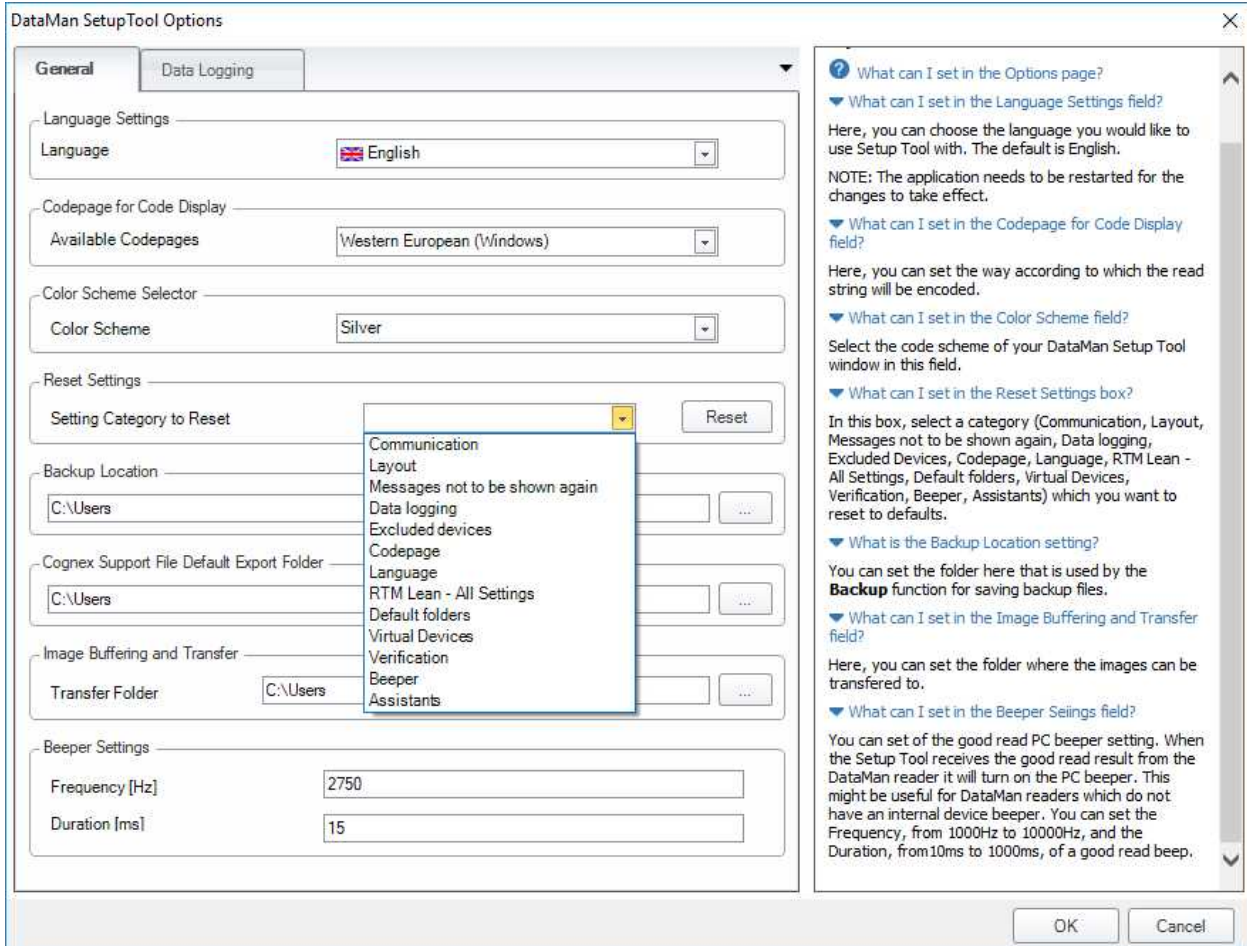 DataMan SetupTool Options
General
Data Logging
Language Settings
Language
English
Codepage for Code Display
Available Codepages
Western European (Windows)
Color Scheme Selector
Color Scheme
Silver
Reset Settings
Setting Category to Reset
Reset
Communication
Layout
Messages not to be shown again
Data logging
Excluded devices
Codepage
Language
RTM Lean - All Settings
Default folders
Virtual Devices
Verification
Beeper
Assistants
Backup Location
C:\Users
...
Cognex Support File Default Export Folder
C:\Users
...
Image Buffering and Transfer
Transfer Folder
C:\Users
...
Beeper Settings
Frequency [Hz]
2750
Duration [ms]
15
What can I set in the Options page?
What can I set in the Language Settings field?
Here, you can choose the language you would like to
use Setup Tool with. The default is English.
NOTE: The application needs to be restarted for the
changes to take effect.
What can I set in the Codepage for Code Display
field?
Here, you can set the way according to which the read
string will be encoded.
What can I set in the Color Scheme field?
Select the code scheme of your DataMan Setup Tool
window in this field.
What can I set in the Reset Settings box?
In this box, select a category (Communication, Layout,
Messages not to be shown again, Data logging,
Excluded Devices, Codepage, Language, RTM Lean -
All Settings, Default folders, Virtual Devices,
Verification, Beeper, Assistants) which you want to
reset to defaults.
What is the Backup Location setting?
You can set the folder here that is used by the
Backup function for saving backup files.
What can I set in the Image Buffering and Transfer
field?
Here, you can set the folder where the images can be
transfered to.
What can I set in the Beeper Seiings field?
You can set of the good read PC beeper setting. When
the Setup Tool receives the good read result from the
DataMan reader it will turn on the PC beeper. This
might be useful for DataMan readers which do not
have an internal device beeper. You can set the
Frequency, from 1000Hz to 10000Hz, and the
Duration, from10ms to 1000ms, of a good read beep.
OK
Cancel